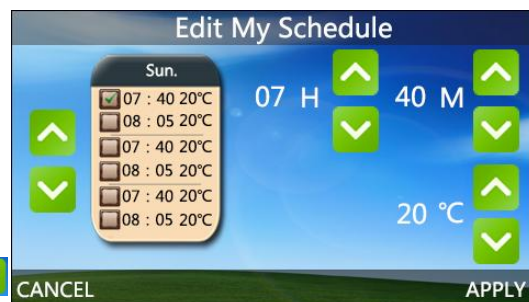 Edit My Schedule
Sun.
07 : 40 20℃
08 : 05 20℃
07 : 40 20℃
08 : 05 20℃
07 : 40 20℃
08 : 05 20℃
07 H
40 M
20 ℃
CANCEL
APPLY